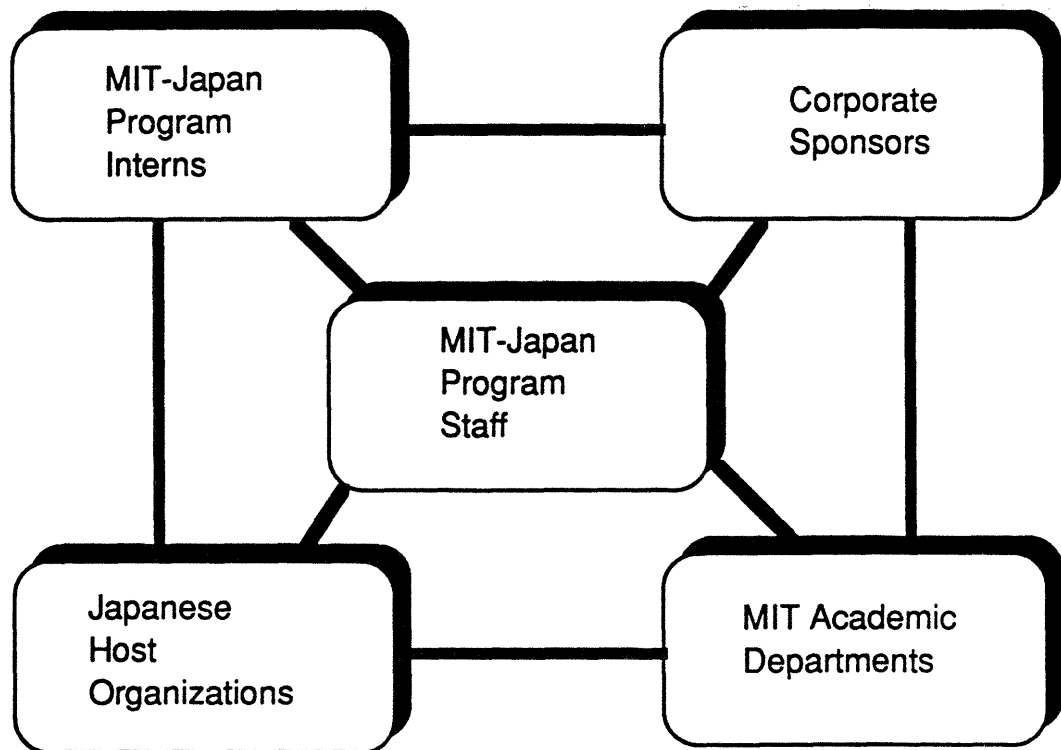 MIT-Japan
Program
Interns
Corporate
Sponsors
MIT-Japan
Program
Staff
Japanese
Host
Organizations
MIT Academic
Departments